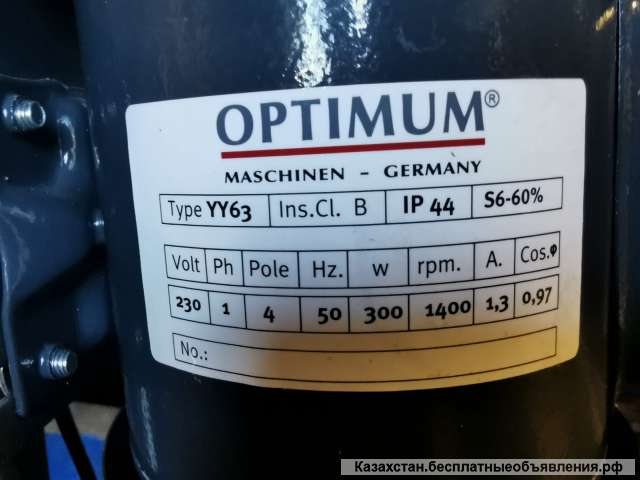 OPTIMUM®
MASCHINEN - GERMANY
Type YY63 Ins.Cl. B IP 44 S6-60%
Volt Ph Pole Hz. w rpm. A. Cos.φ
230 1 4 50 300 1400 1,3 0,97
No.:
Казахстан.бесплатныеобъявления.рф